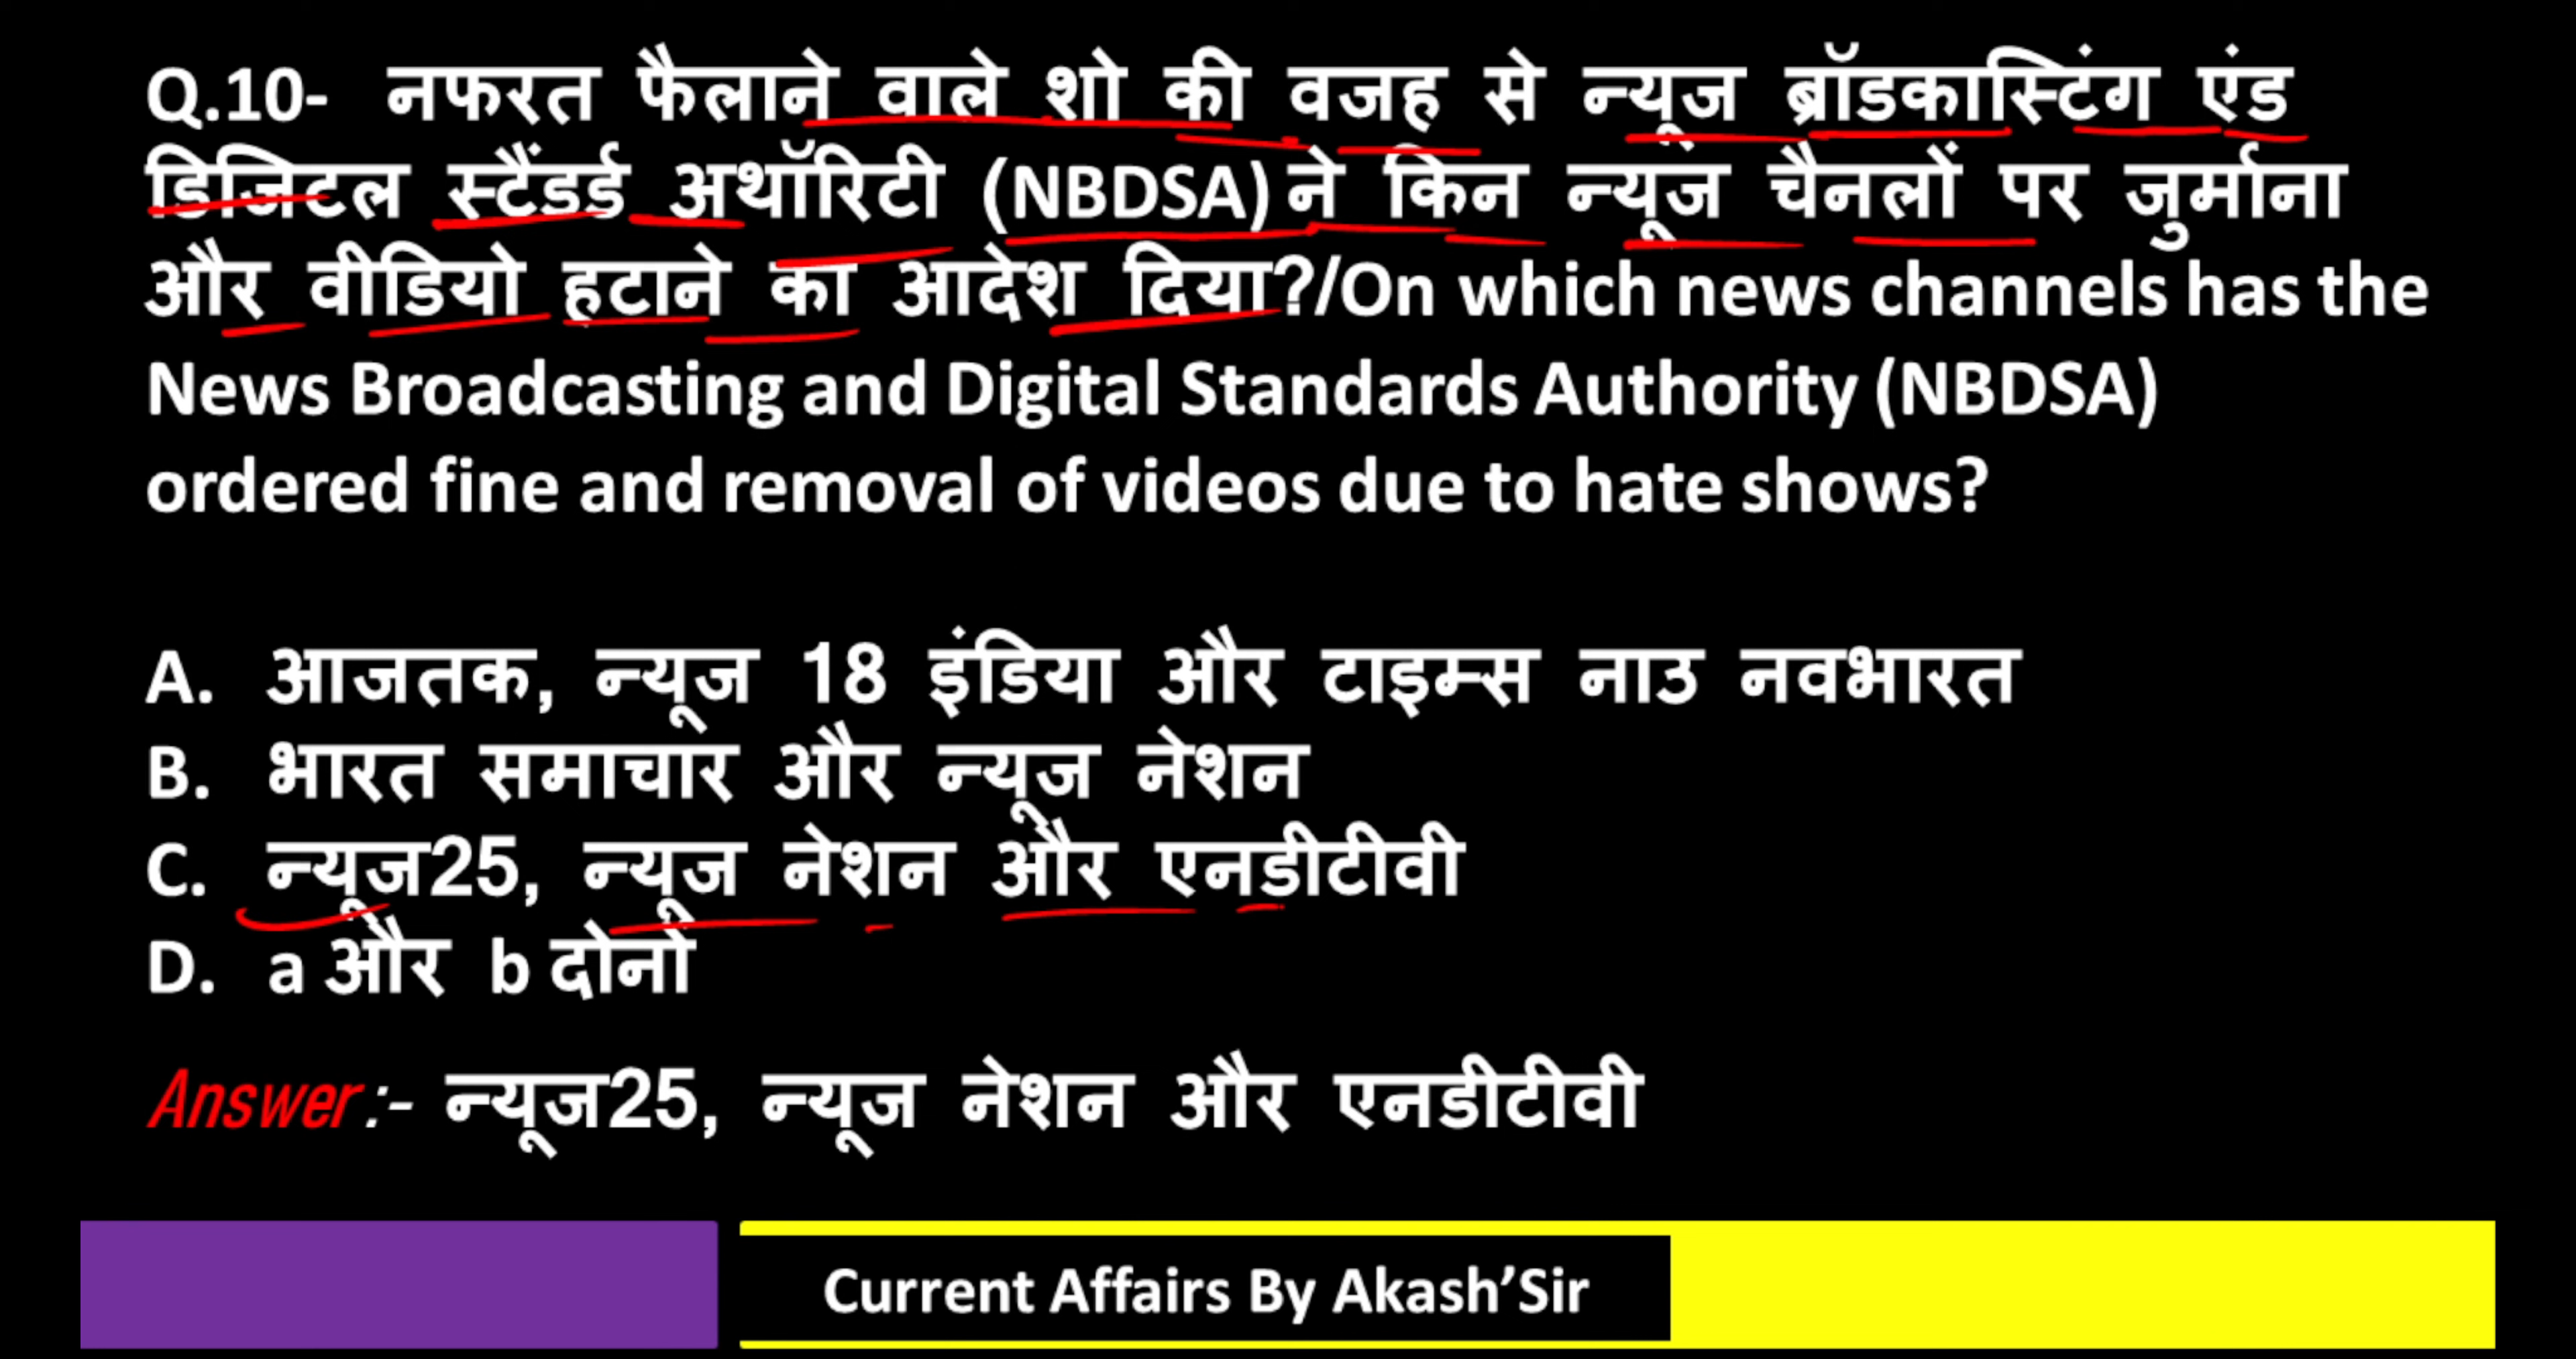 Q.10- नफरत फैलाने वाले शो की वजह से न्यूज ब्रॉडकास्टिंग एंड
डिजिटल स्टैंडर्ड अथॉरिटी (NBDSA) ने किन न्यूज चैनलों पर जुर्माना
और वीडियो हटाने का आदेश दिया?/On which news channels has the
News Broadcasting and Digital Standards Authority (NBDSA)
ordered fine and removal of videos due to hate shows?
A. आजतक, न्यूज 18 इंडिया और टाइम्स नाउ नवभारत
B. भारत समाचार और न्यूज नेशन
C. न्यूज25, न्यूज नेशन और एनडीटीवी
D. a और b दोनो
Answer:- न्यूज25, न्यूज नेशन और एनडीटीवी
Current Affairs By Akash’Sir